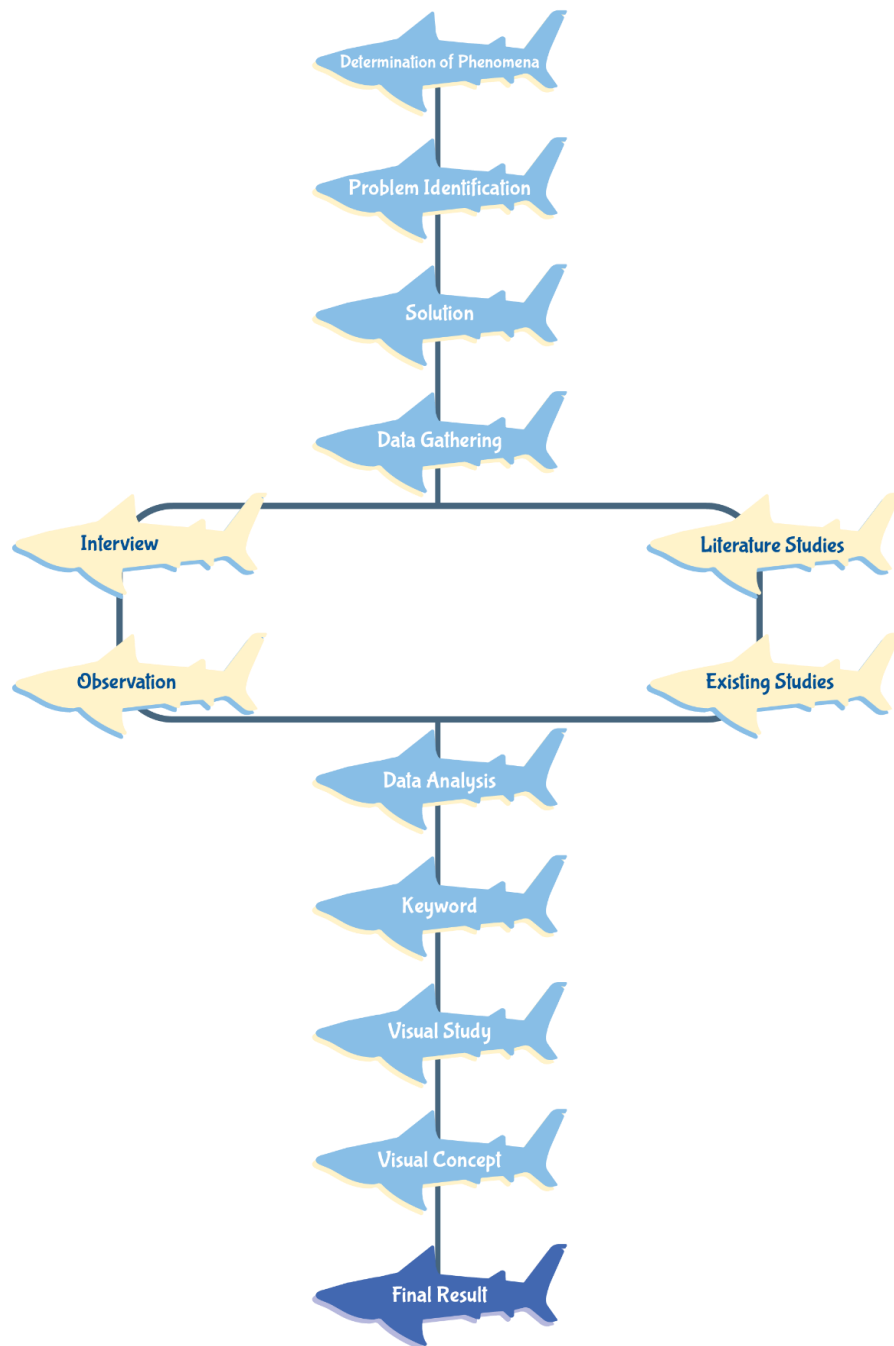 Determination of Phenomena
Problem Identification
Solution
Data Gathering
Interview
Literature Studies
Observation
Existing Studies
Data Analysis
Keyword
Visual Study
Visual Concept
Final Result